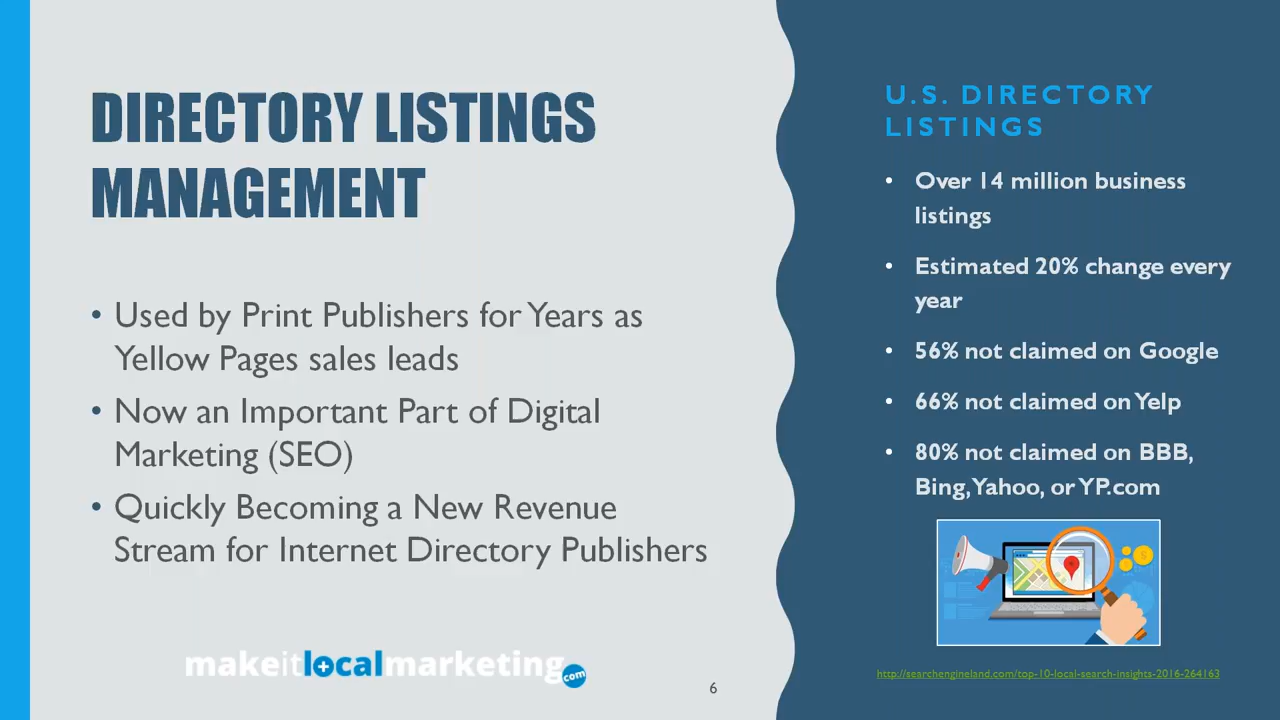 DIRECTORY LISTINGS
MANAGEMENT
• Used by Print Publishers for Years as
Yellow Pages sales leads
• Now an Important Part of Digital
Marketing (SEO)
• Quickly Becoming a New Revenue
Stream for Internet Directory Publishers
makeitlocalmarketing.com
6
U.S. DIRECTORY
LISTINGS
• Over 14 million business
listings
• Estimated 20% change every
year
• 56% not claimed on Google
• 66% not claimed on Yelp
• 80% not claimed on BBB,
Bing, Yahoo, or YP.com
http://searchengineland.com/top-10-local-search-insights-2016-264163